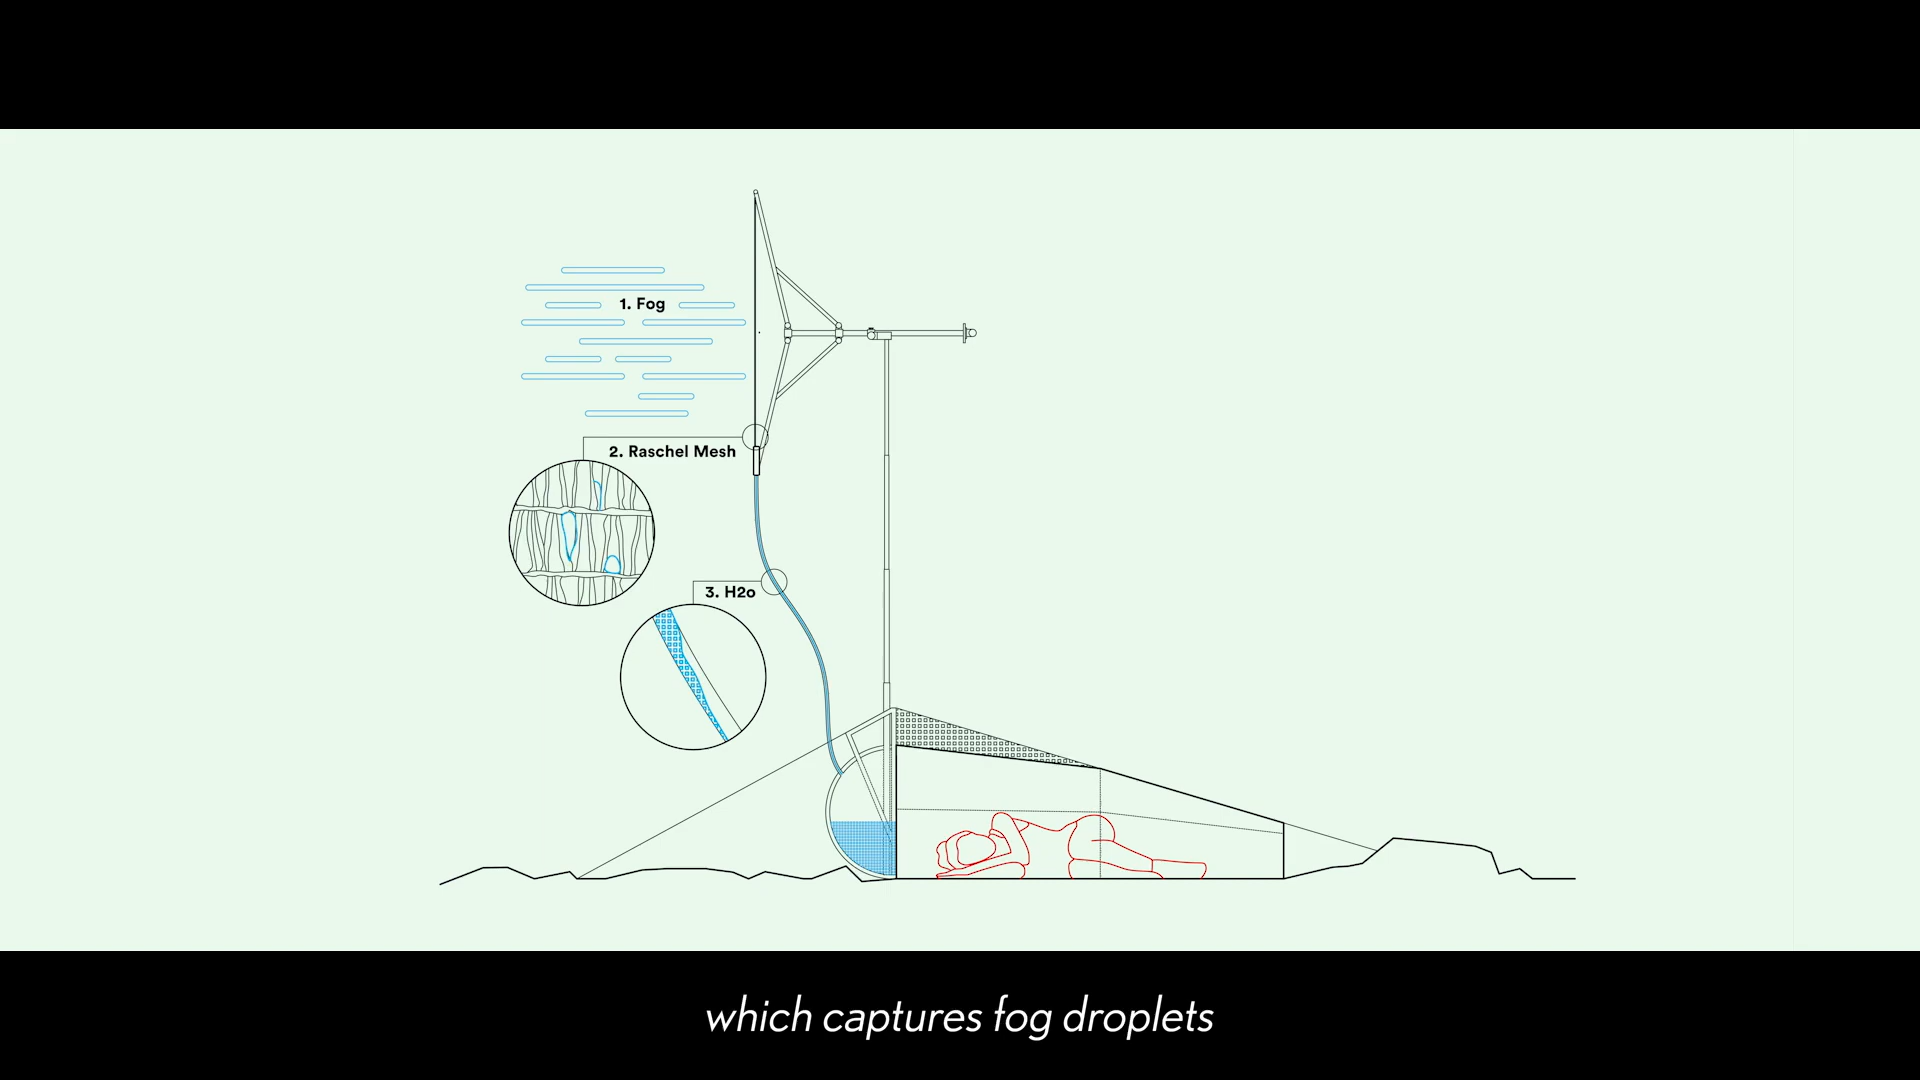 1. Fog
2. Raschel Mesh
3. H2o
which captures fog droplets